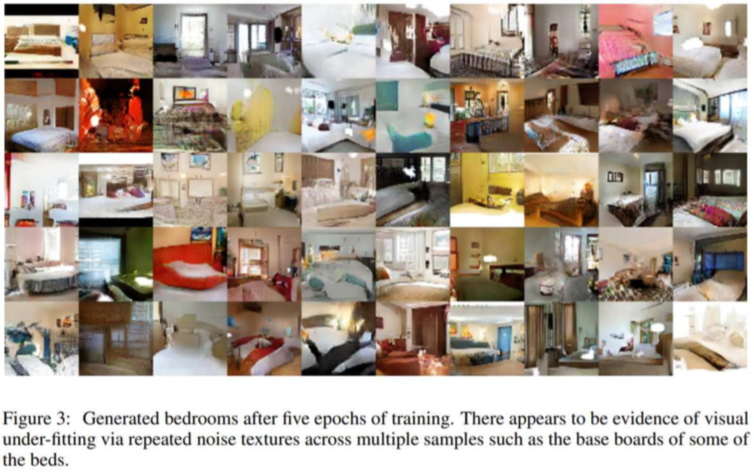 Figure 3: Generated bedrooms after five epochs of training. There appears to be evidence of visual
under-fitting via repeated noise textures across multiple samples such as the base boards of some of
the beds.